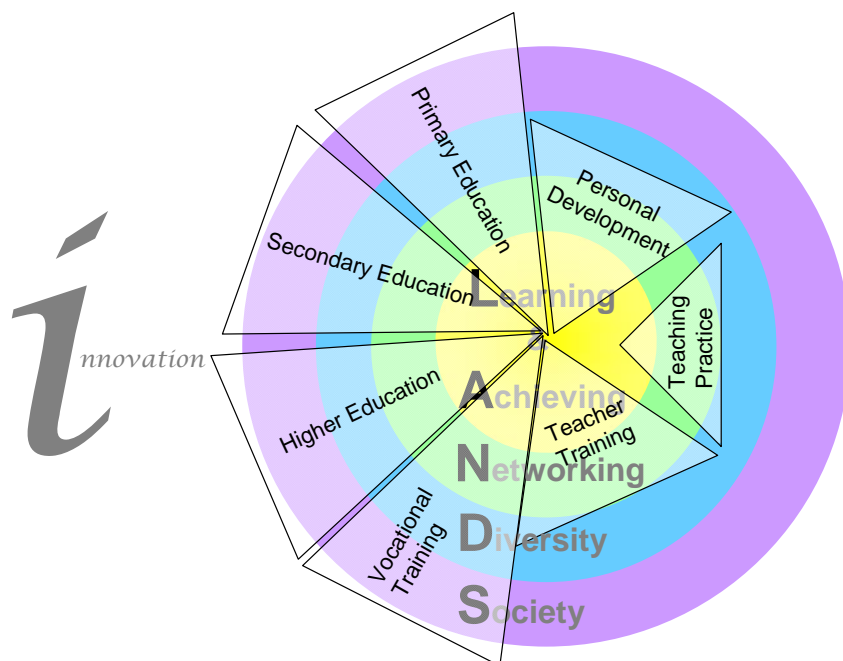 Primary Education
Personal
Development
Secondary Education
Learning
innovation
Teaching
Practice
Achieving
Higher Education
Teacher
Training
Networking
Vocational
Training
Diversity
Society